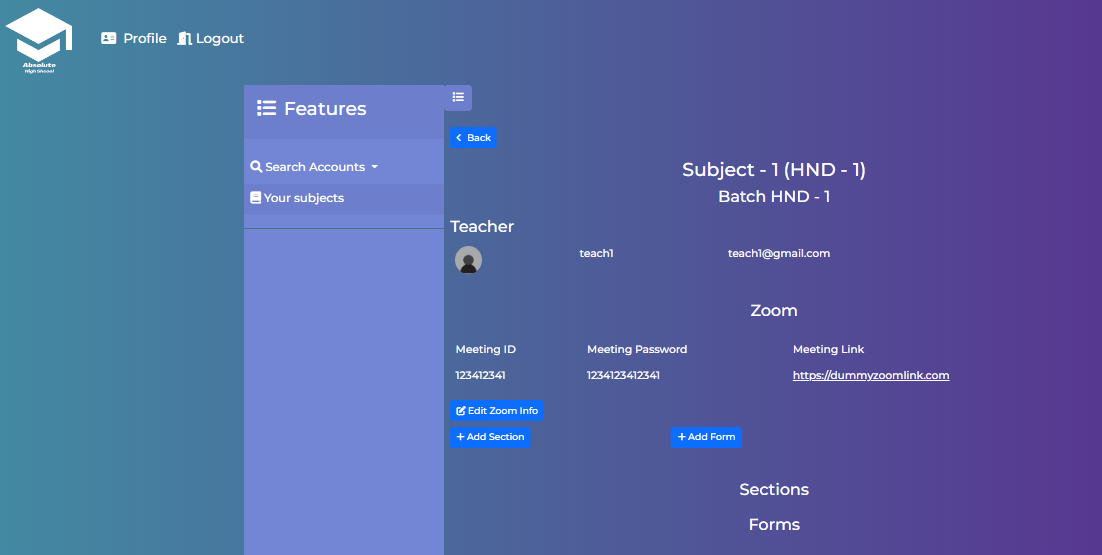 Absolute
High Shcool
Profile
Logout
Features
Search Accounts
Your subjects
Back
Subject - 1 (HND - 1)
Batch HND - 1
Teacher
teach1 teach1@gmail.com
Zoom
Meeting ID Meeting Password Meeting Link
123412341 1234123412341 https://dummyzoomlink.com
Edit Zoom Info
Add Section Add Form
Sections
Forms